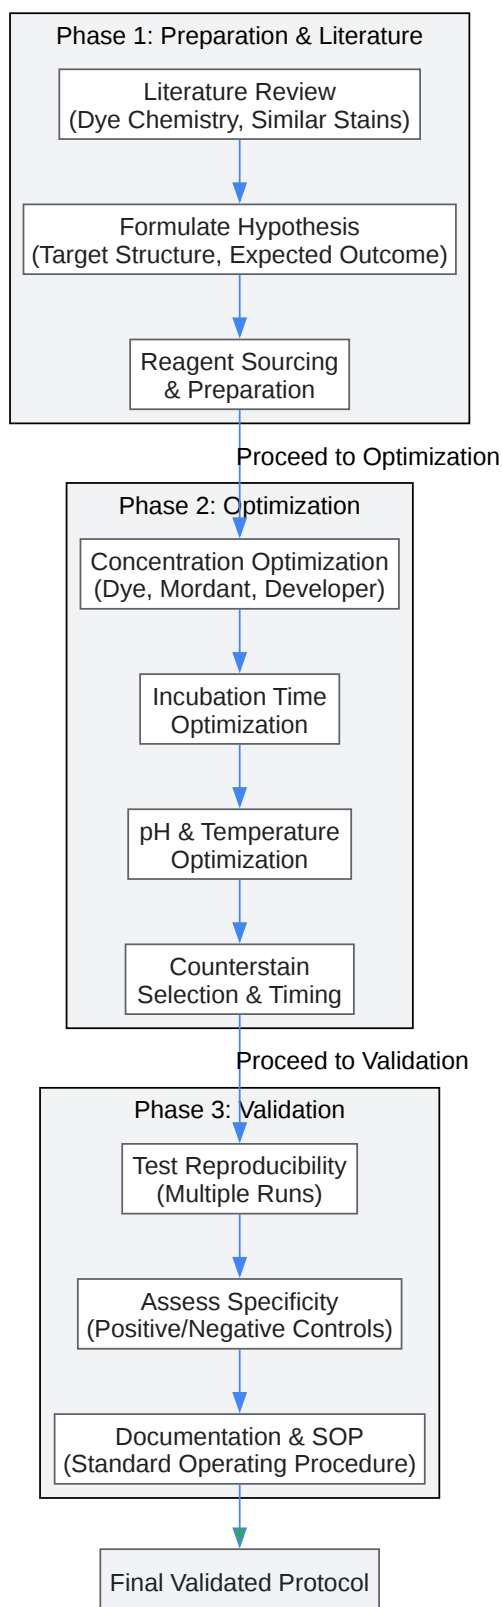 Phase 1: Preparation & Literature
Literature Review
(Dye Chemistry, Similar Stains)
Formulate Hypothesis
(Target Structure, Expected Outcome)
Reagent Sourcing
& Preparation
Proceed to Optimization
Phase 2: Optimization
Concentration Optimization
(Dye, Mordant, Developer)
Incubation Time
Optimization
pH & Temperature
Optimization
Counterstain
Selection & Timing
Proceed to Validation
Phase 3: Validation
Test Reproducibility
(Multiple Runs)
Assess Specificity
(Positive/Negative Controls)
Documentation & SOP
(Standard Operating Procedure)
Final Validated Protocol